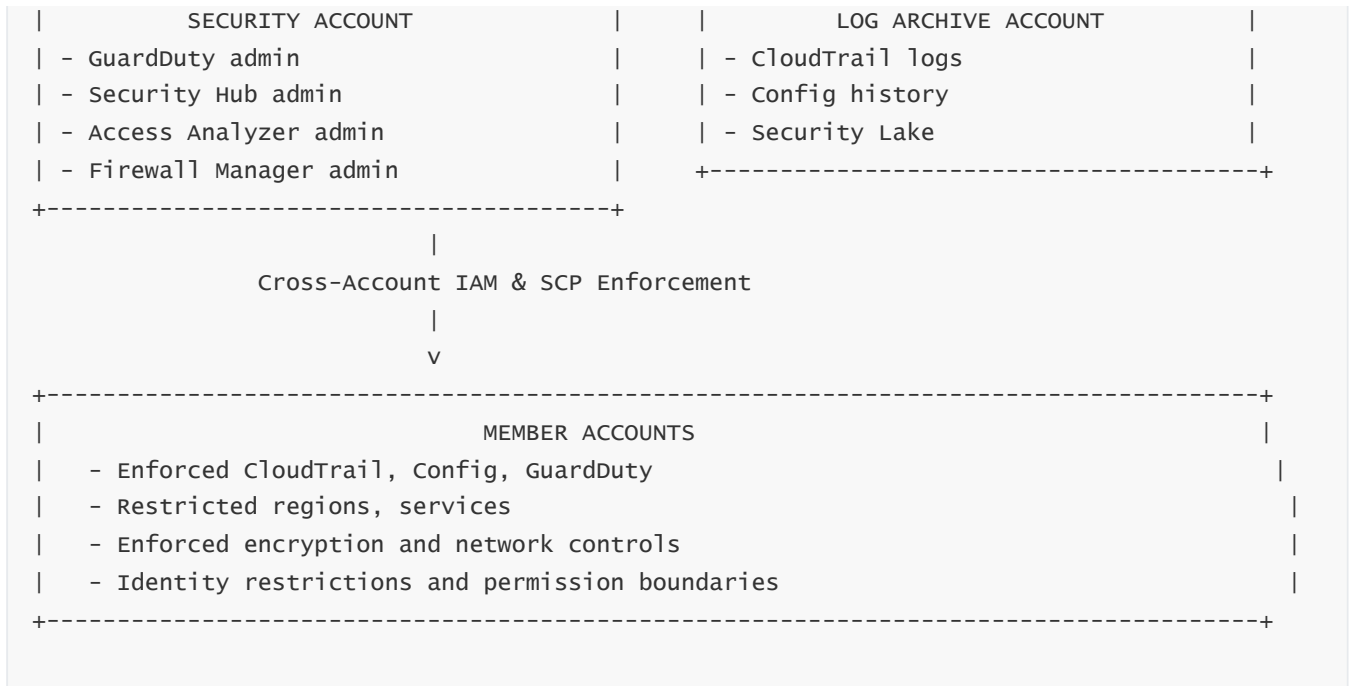 |          SECURITY ACCOUNT              |     |         LOG ARCHIVE ACCOUNT          |
| - GuardDuty admin                      |     | - CloudTrail logs                    |
| - Security Hub admin                   |     | - Config history                     |
| - Access Analyzer admin                |     | - Security Lake                      |
| - Firewall Manager admin               |     +---------------------------------------+
+----------------------------------------+
                            |
                Cross-Account IAM & SCP Enforcement
                            |
                            v
+--------------------------------------------------------------------------------------+
|                               MEMBER ACCOUNTS                                        |
|   - Enforced CloudTrail, Config, GuardDuty                                            |
|   - Restricted regions, services                                                       |
|   - Enforced encryption and network controls                                           |
|   - Identity restrictions and permission boundaries                                    |
+--------------------------------------------------------------------------------------+